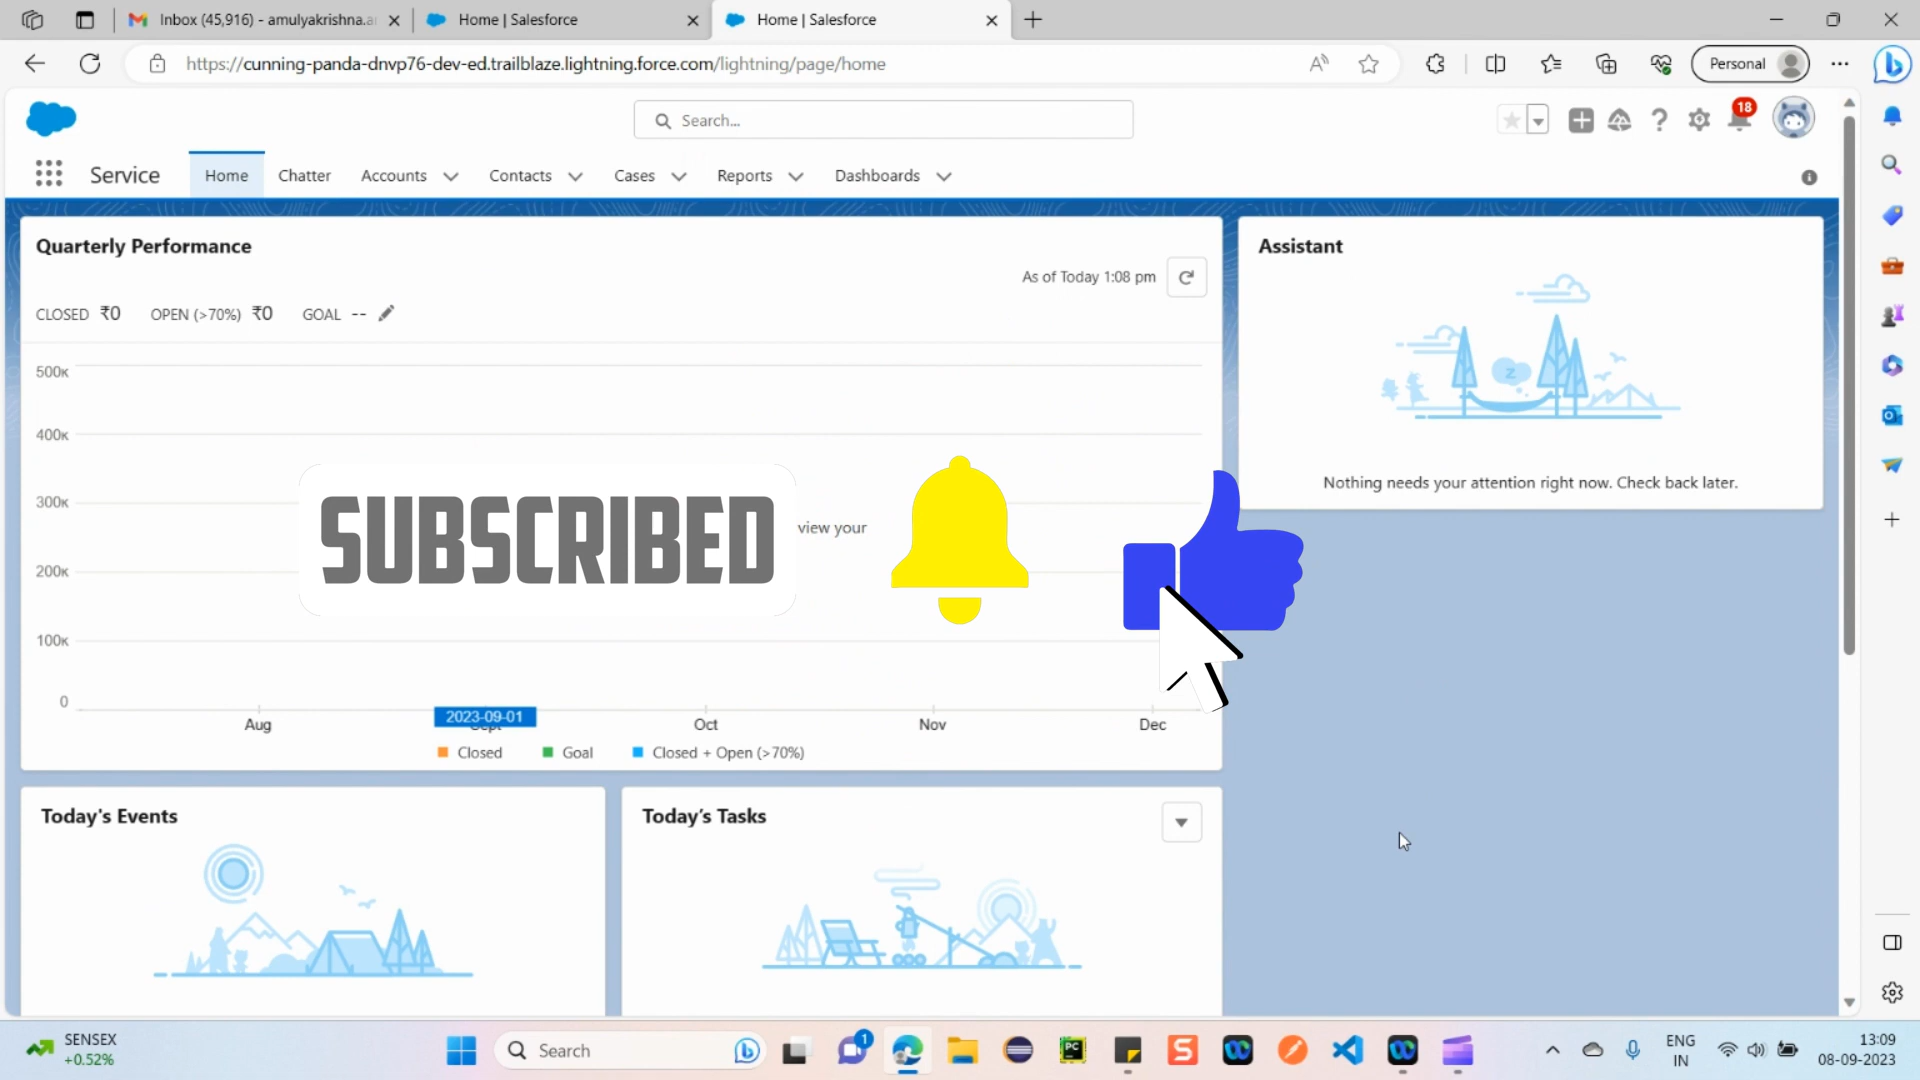 Inbox (45,916) - amulyakrishna.a
Home | Salesforce
Home | Salesforce
https://cunning-panda-dnvp76-dev-ed.trailblaze.lightning.force.com/lightning/page/home
Personal
Search...
18
Service
Home
Chatter
Accounts
Contacts
Cases
Reports
Dashboards
Quarterly Performance
As of Today 1:08 pm
CLOSED ₹0 OPEN (>70%) ₹0 GOAL --
500K
400K
300K
200K
100K
0
view your
SUBSCRIBED
Aug
2023-09-01
Sept
Oct
Nov
Dec
Closed
Goal
Closed + Open (>70%)
Assistant
Z
Nothing needs your attention right now. Check back later.
Today's Events
Today's Tasks
SENSEX
+0.52%
Search
1
PC
S
ENG
IN
13:09
08-09-2023